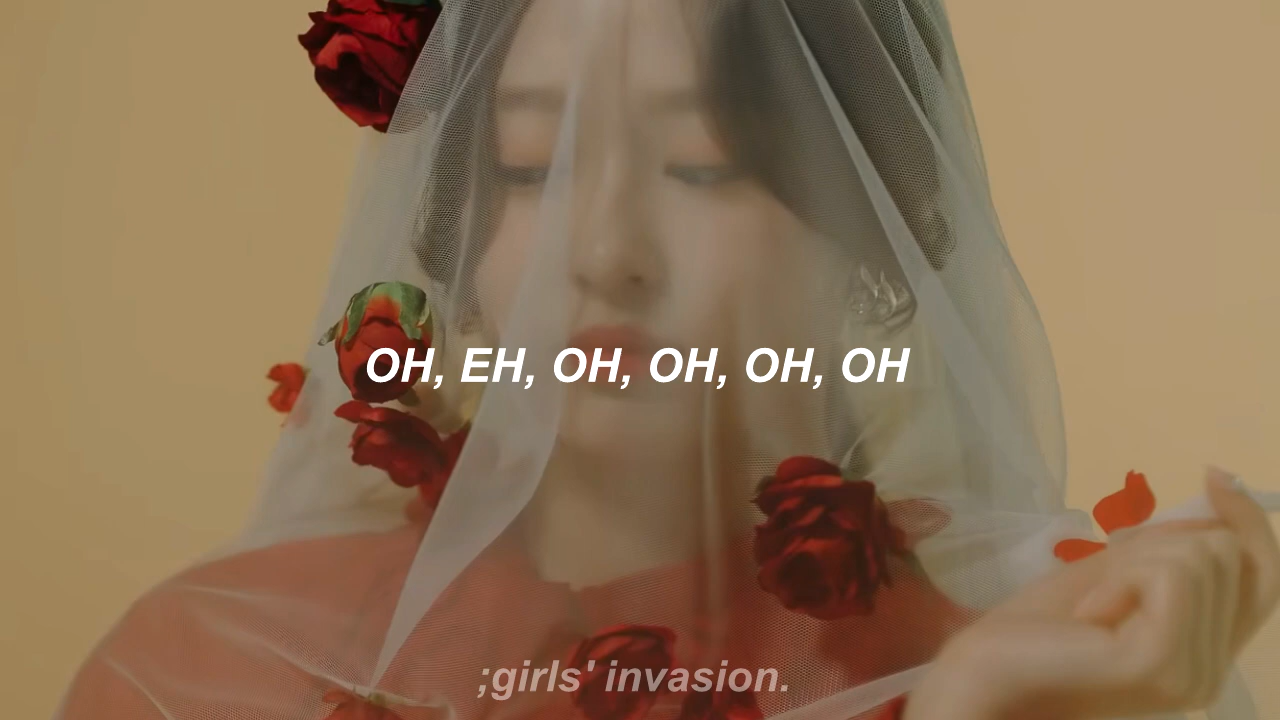 OH, EH, OH, OH, OH, OH
;girls' invasion.